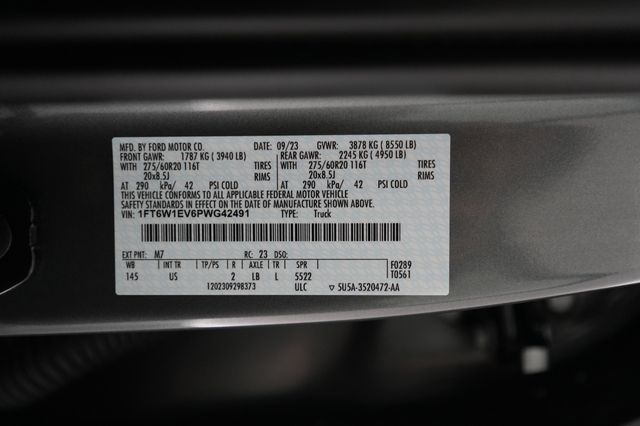 MFD. BY FORD MOTOR CO. DATE: 09/23 GVWR: 3878 KG ( 8550 LB)
FRONT GAWR: 1787 KG ( 3940 LB) REAR GAWR: 2245 KG ( 4950 LB)
WITH 275/60R20 116T TIRES WITH 275/60R20 116T TIRES
20x8.5J RIMS 20x8.5J RIMS
AT 290 kPa/ 42 PSI COLD AT 290 kPa/ 42 PSI COLD
THIS VEHICLE CONFORMS TO ALL APPLICABLE FEDERAL MOTOR VEHICLE
SAFETY STANDARDS IN EFFECT ON THE DATE OF MANUFACTURE SHOWN ABOVE.
VIN: 1FT6W1EV6PWG42491 TYPE: Truck
EXT PNT: M7 RC: 23 DSO: F0289
WB INT TR TP/PS R AXLE TR SPR T0561
145 US 2 LB L 5522
1202309298373 ULC ▽ 5U5A-3520472-AA